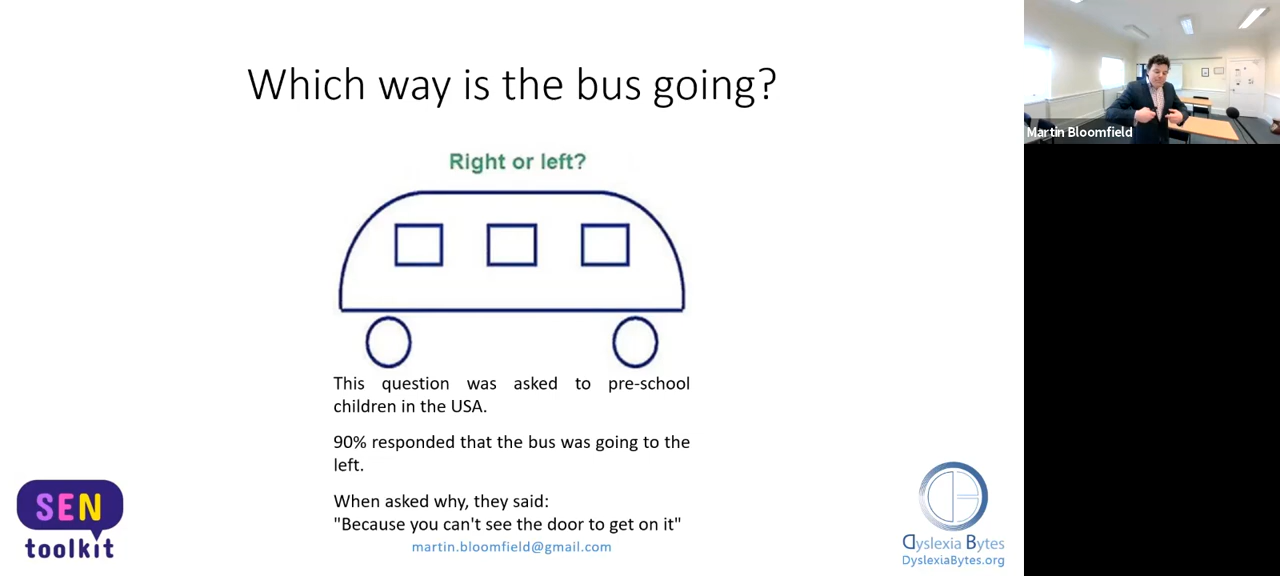 Which way is the bus going?
Right or left?
This question was asked to pre-school
children in the USA.
90% responded that the bus was going to the
left.
When asked why, they said:
"Because you can't see the door to get on it"
martin.bloomfield@gmail.com
SEN
toolkit
Dyslexia Bytes
DyslexiaBytes.org
Martin Bloomfield